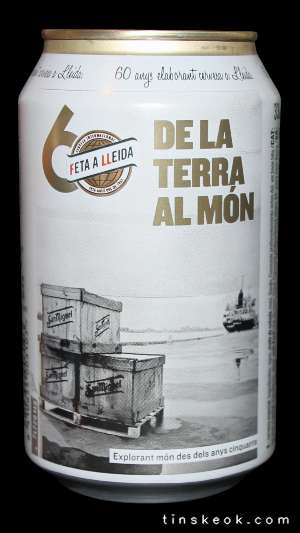 60 anys elaborant cervesa a Lleida.
60
FETA A LLEIDA
DE LA
TERRA
AL MÓN
San Miguel
San Miguel
San Miguel
San Miguel
Explorant món des dels anys cinquanta
tinskeok.com